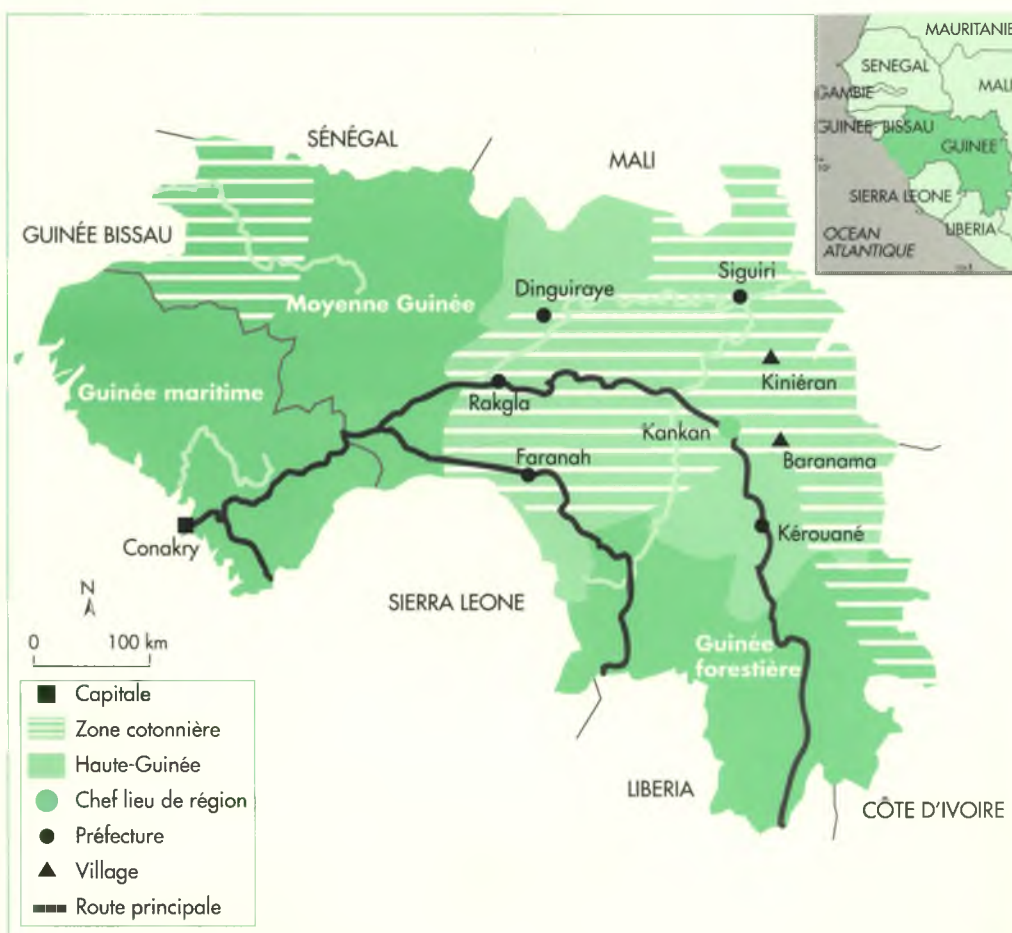 MAURITANIE
SENEGAL
MALI
GAMBIE
GUINEE-BISSAU
GUINEE
SIERRA LEONE
LIBERIA
OCEAN
ATLANTIQUE
SÉNÉGAL
MALI
GUINÉE BISSAU
Siguiri
Dinguiraye
Moyenne Guinée
Kiniéran
Guinée maritime
Rakgla
Kankan
Baranama
Faranah
Conakry
Kérouané
N
SIERRA LEONE
0 100 km
Guinée
forestière
LIBERIA
CÔTE D'IVOIRE
Capitale
Zone cotonnière
Haute-Guinée
Chef lieu de région
Préfecture
Village
Route principale